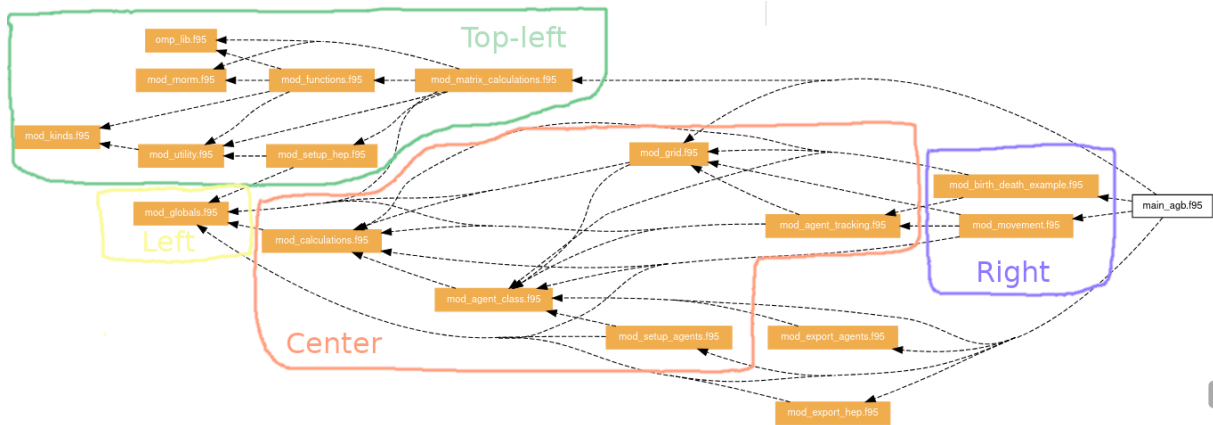 Top-left
omp_lib.f95
mod_rnorm.f95
mod_functions.f95
mod_matrix_calculations.f95
mod_kinds.f95
mod_utility.f95
mod_setup_hep.f95
mod_grid.f95
mod_birth_death_example.f95
main_agb.f95
mod_globals.f95
Left
mod_calculations.f95
mod_agent_tracking.f95
mod_movement.f95
Right
mod_agent_class.f95
Center
mod_setup_agents.f95
mod_export_agents.f95
mod_export_hep.f95